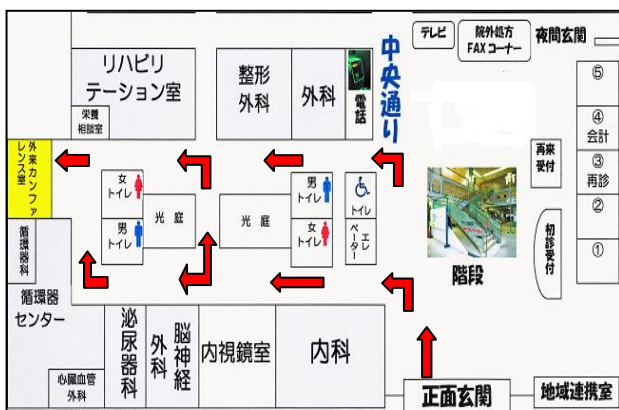 リハビリ
テーション室
栄養
相談室
整形
外科
外科
電話
中央通り
テレビ
院外処方
FAXコーナー
夜間玄関
⑤
④
会計
③
再診
②
①
再来
受付
初診受付
外来カンファ
レンス室
女
トイレ
男
トイレ
光庭
光庭
男
トイレ
女
トイレ
トイレ
エレ
ベーター
階段
循環器科
循環器
センター
心臓血管
外科
泌尿器科
脳神経
外科
内視鏡室
内科
正面玄関
地域連携室